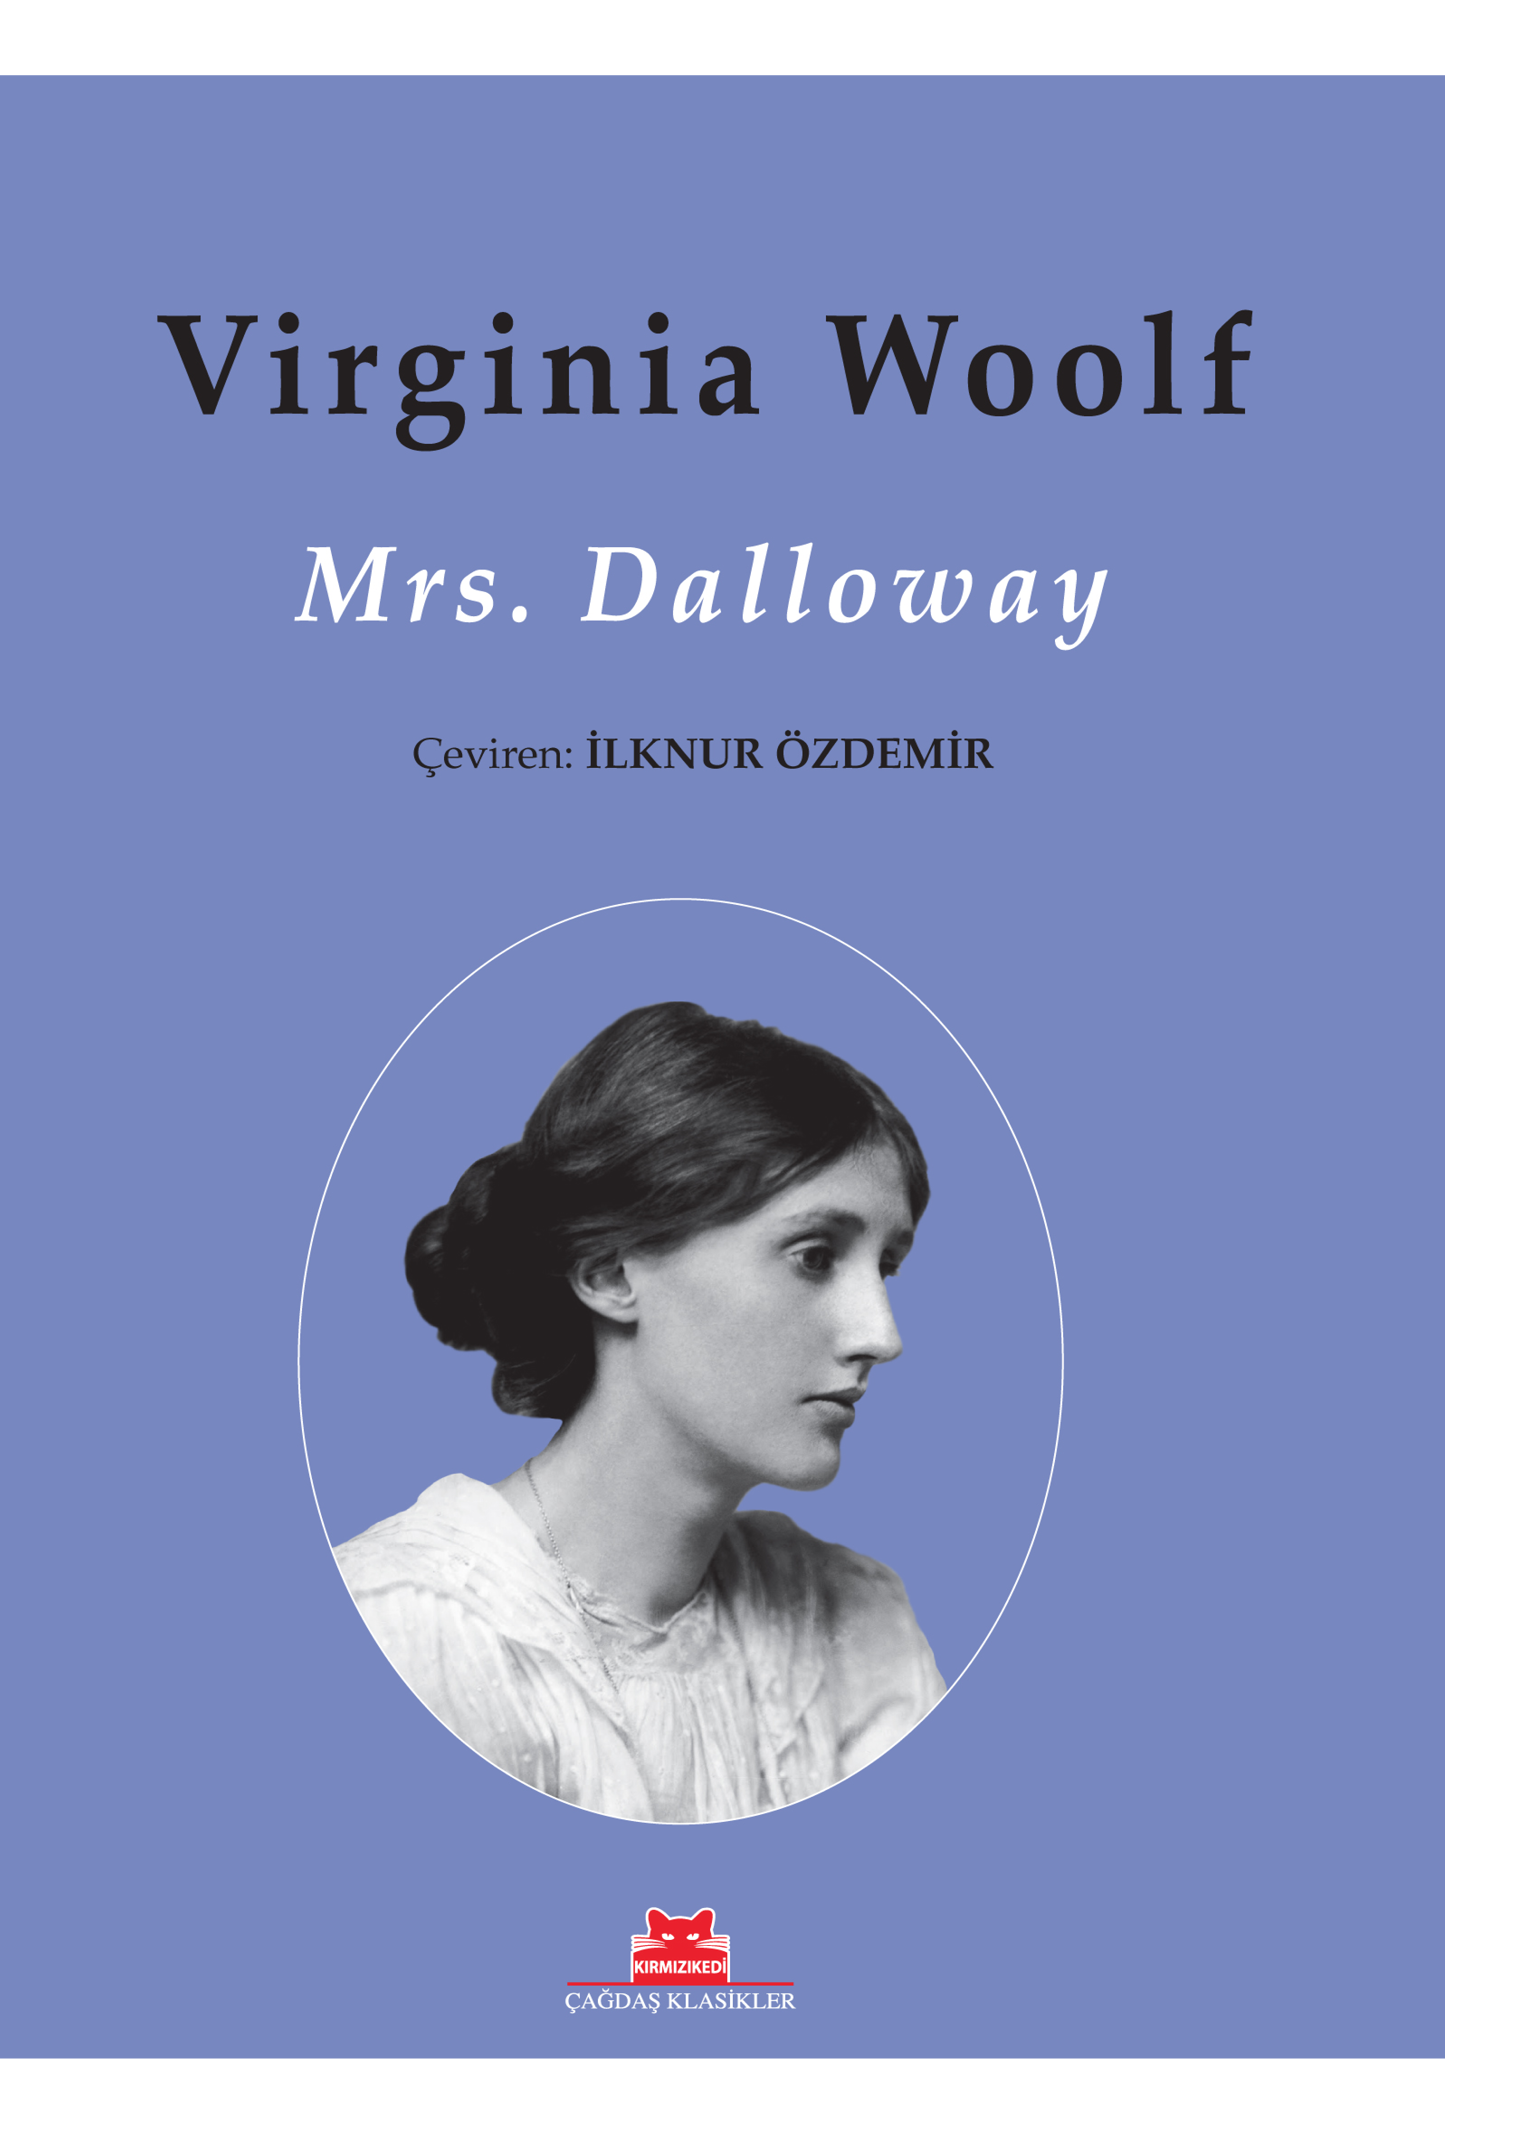 Virginia Woolf
Mrs. Dalloway
Çeviren: İLKNUR ÖZDEMİR
KIRMIZIKEDİ
ÇAĞDAŞ KLASİKLER